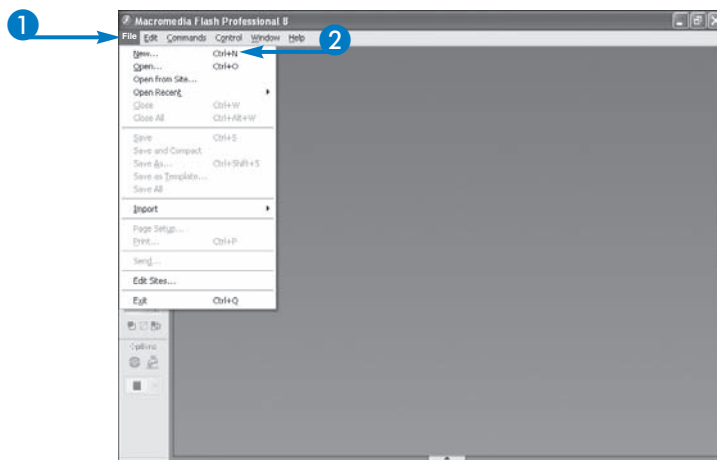 1
Macromedia Flash Professional 8
File Edit Commands Control Window Help
2
New... Ctrl+N
Open... Ctrl+O
Open from Site...
Open Recent
Close Ctrl+W
Close All Ctrl+Alt+W
Save Ctrl+S
Save and Compact
Save As... Ctrl+Shift+S
Save as Template...
Save All
Import
Page Setup...
Print... Ctrl+P
Send...
Edit Sites...
Exit Ctrl+Q
Options